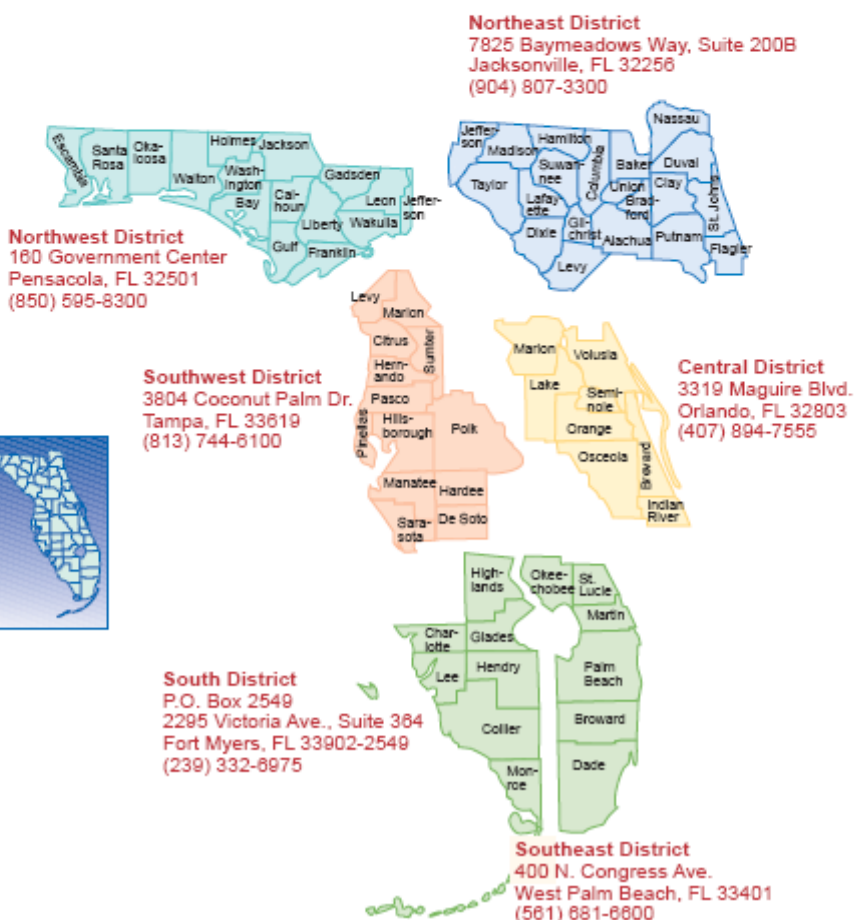 Northeast District
7825 Baymeadows Way, Suite 200B
Jacksonville, FL 32256
(904) 807-3300
Escambia
Santa
Rosa
Oka-
loosa
Walton
Holmes
Wash-
ington
Bay
Jackson
Cal-
houn
Gulf
Liberty
Franklin
Gadsden
Leon
Wakulla
Jeffer-
son
Northwest District
160 Government Center
Pensacola, FL 32501
(850) 595-8300
Jeffer-
son
Madison
Taylor
Hamilton
Suwan-
nee
Lafay-
ette
Dixie
Columbia
Gil-
christ
Levy
Baker
Union
Brad-
ford
Alachua
Nassau
Duval
Clay
Putnam
St. Johns
Flagler
Levy
Marion
Citrus
Sumter
Her-
nando
Pasco
Pinellas
Hills-
borough
Polk
Manatee
Hardee
Sara-
sota
De Soto
Southwest District
3804 Coconut Palm Dr.
Tampa, FL 33619
(813) 744-6100
Marion
Volusia
Lake
Semi-
nole
Orange
Osceola
Brevard
Indian
River
Central District
3319 Maguire Blvd.
Orlando, FL 32803
(407) 894-7555
High-
lands
Okee-
chobee
St.
Lucie
Martin
Char-
lotte
Glades
Lee
Hendry
Palm
Beach
Collier
Broward
Mon-
roe
Dade
South District
P.O. Box 2549
2295 Victoria Ave., Suite 364
Fort Myers, FL 33902-2549
(239) 332-6975
Southeast District
400 N. Congress Ave.
West Palm Beach, FL 33401
(561) 681-6600